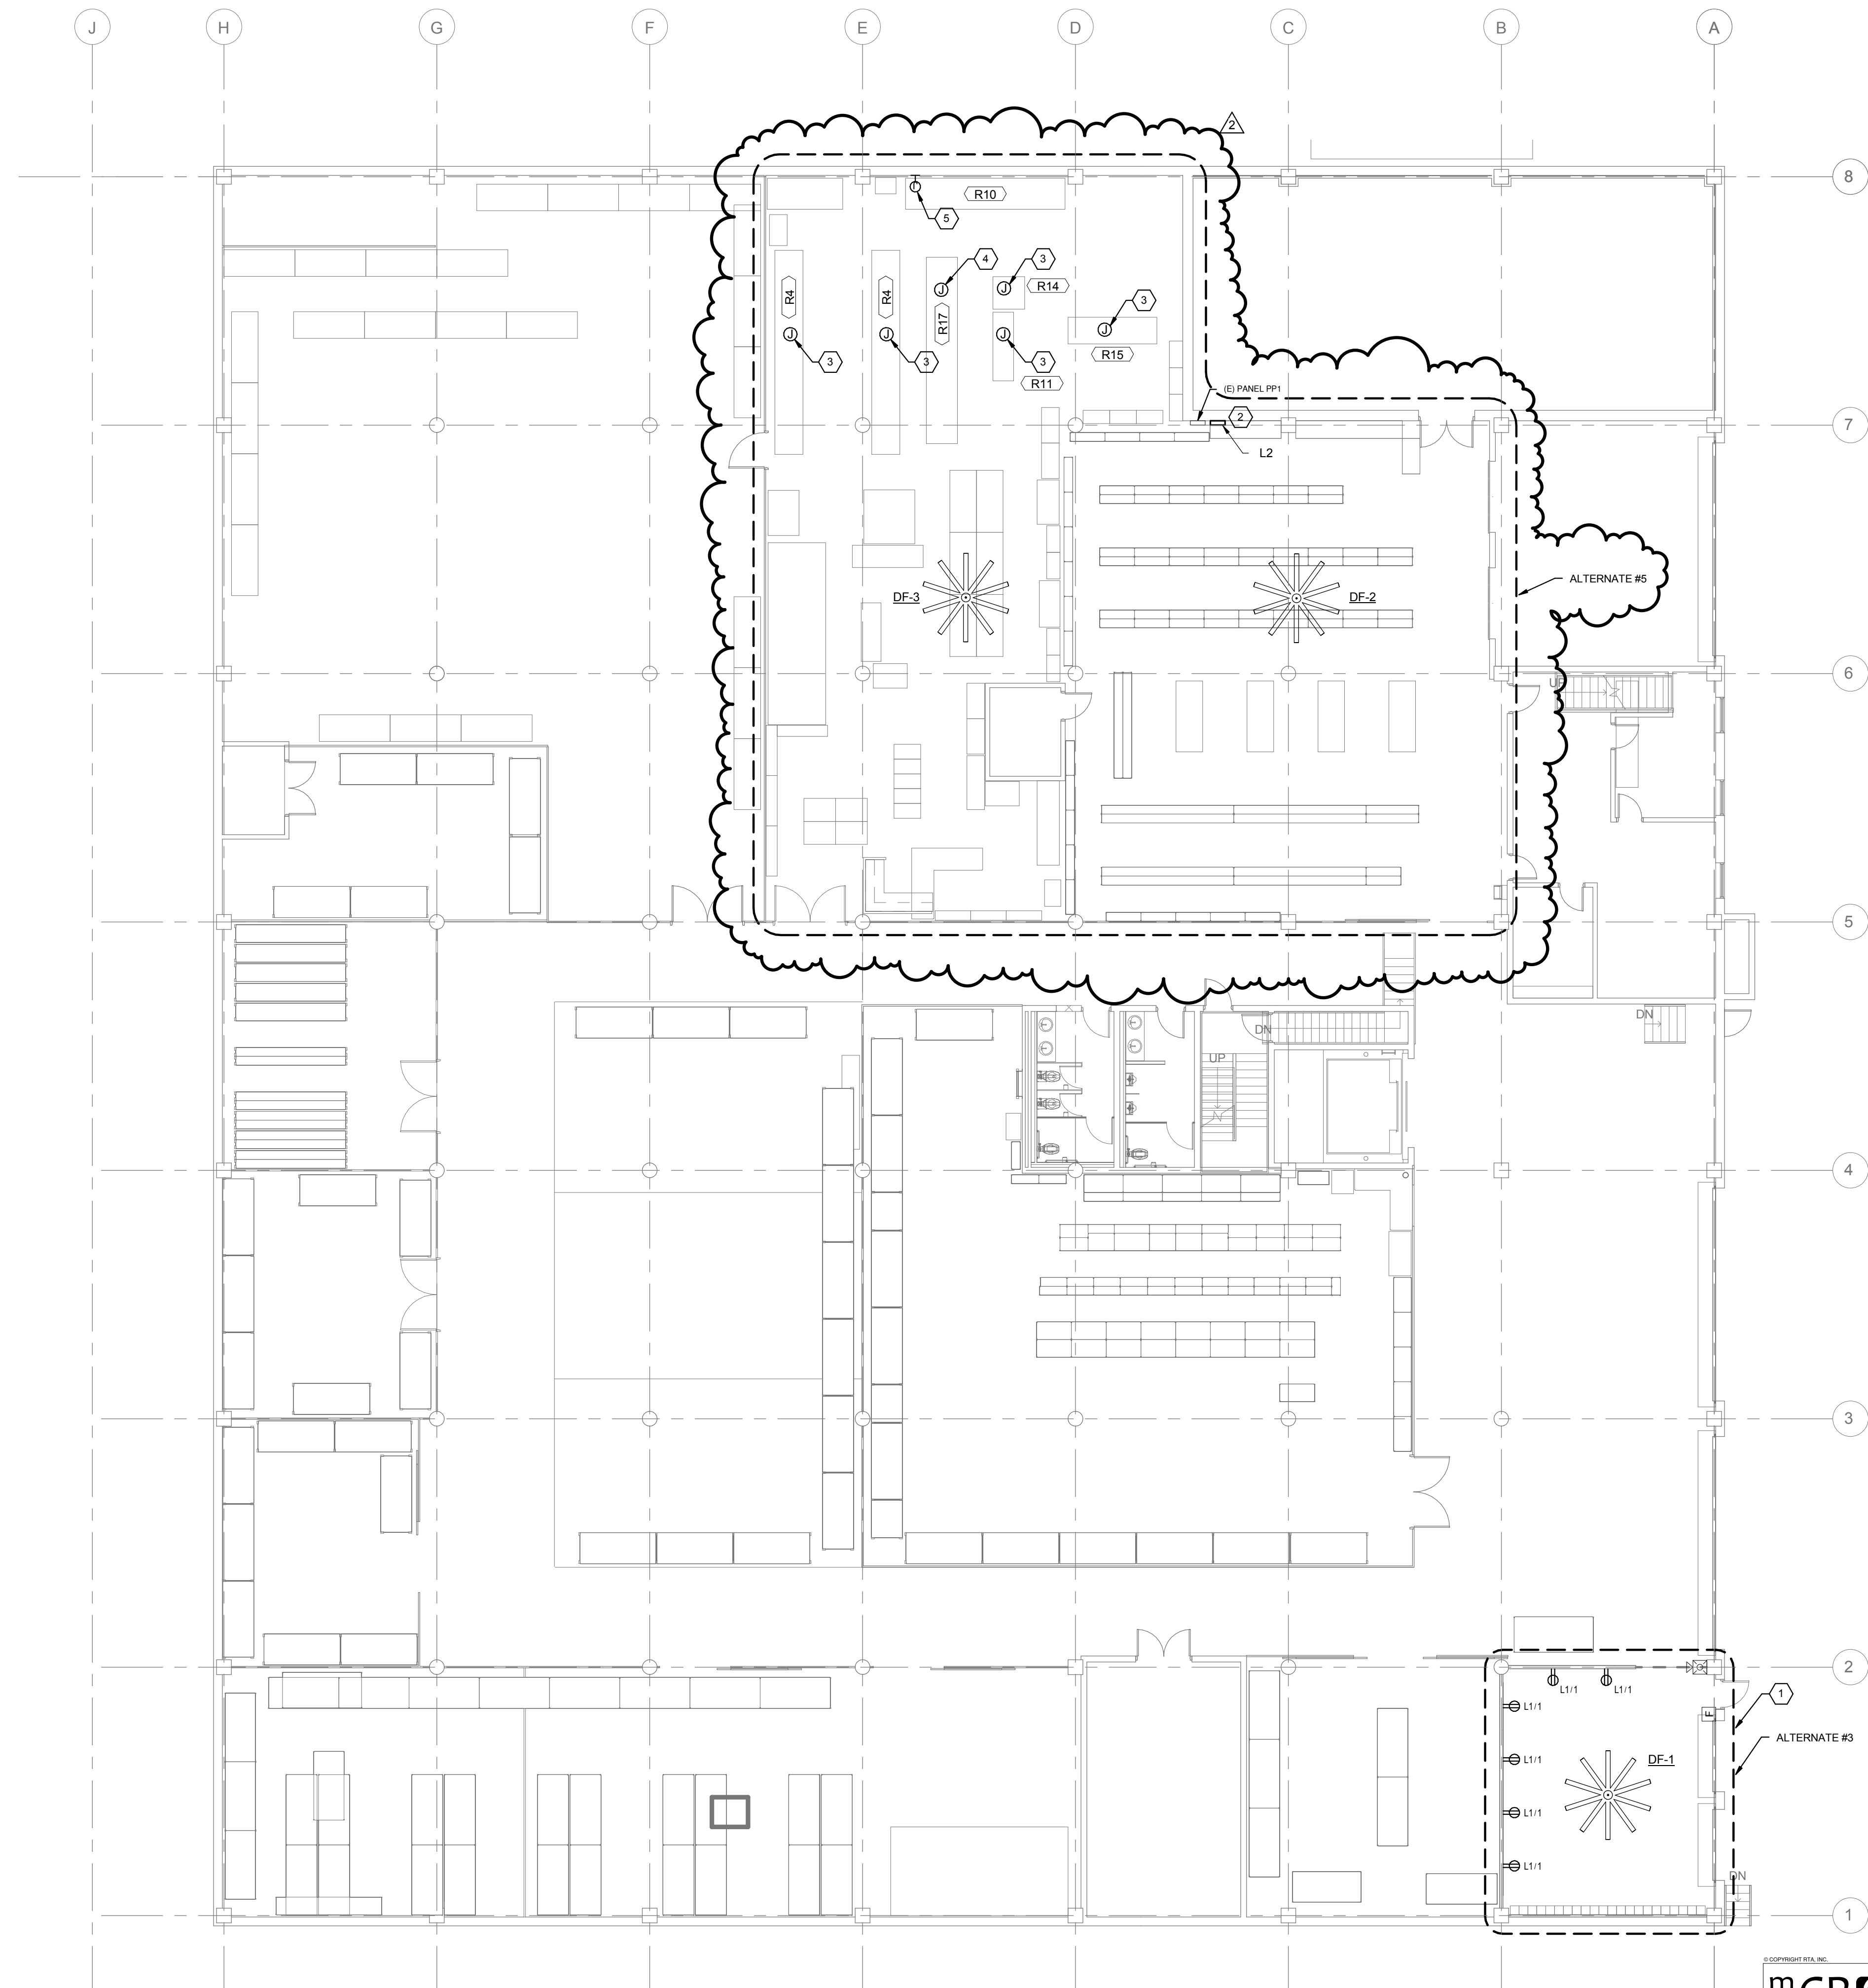 J H G F E D C B A
2
8
R10
5
4
3
R14
R4
R4
R17
3
R15
3
3
3
R11
(E) PANEL PP1
2
7
L2
ALTERNATE #5
DF-3
DF-2
6
UP
5
DN
DN
UP
4
3
2
L1/1
L1/1
1
L1/1
F
ALTERNATE #3
L1/1
DF-1
L1/1
L1/1
DN
1
© COPYRIGHT RTA, INC.